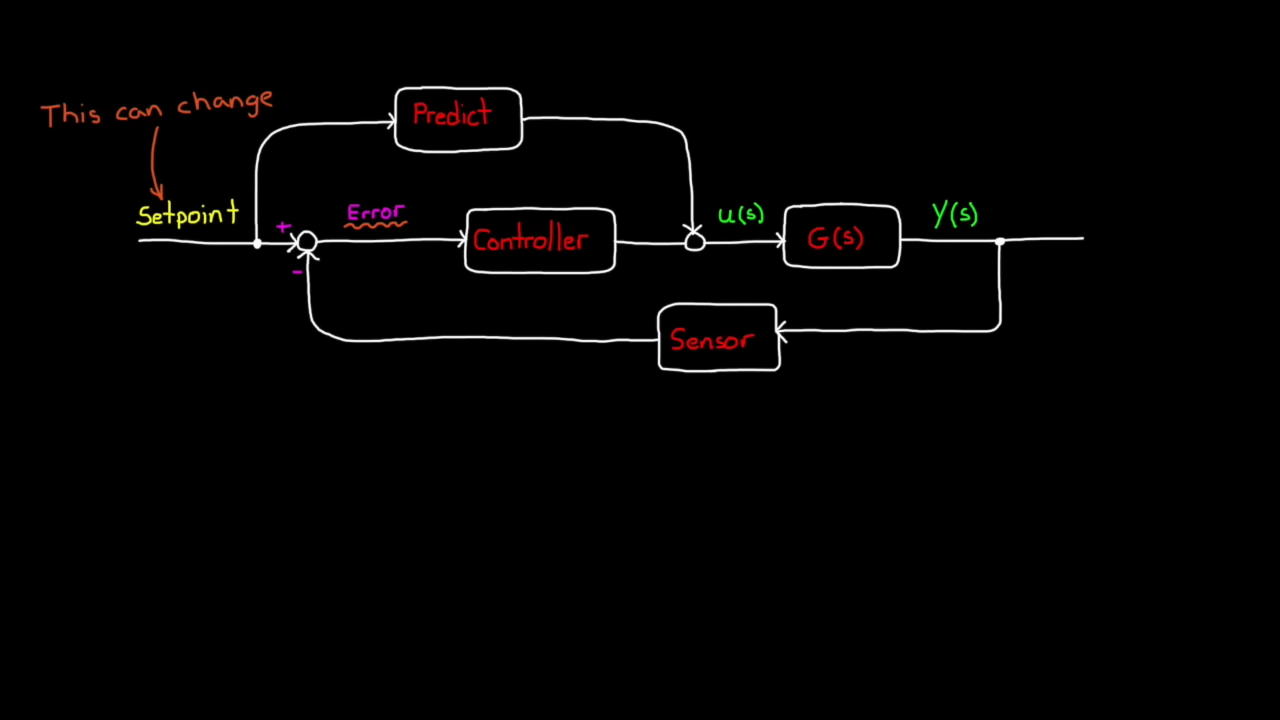 This can change
Predict
Setpoint
+
Error
Controller
u(s)
G(s)
Y(s)
-
Sensor